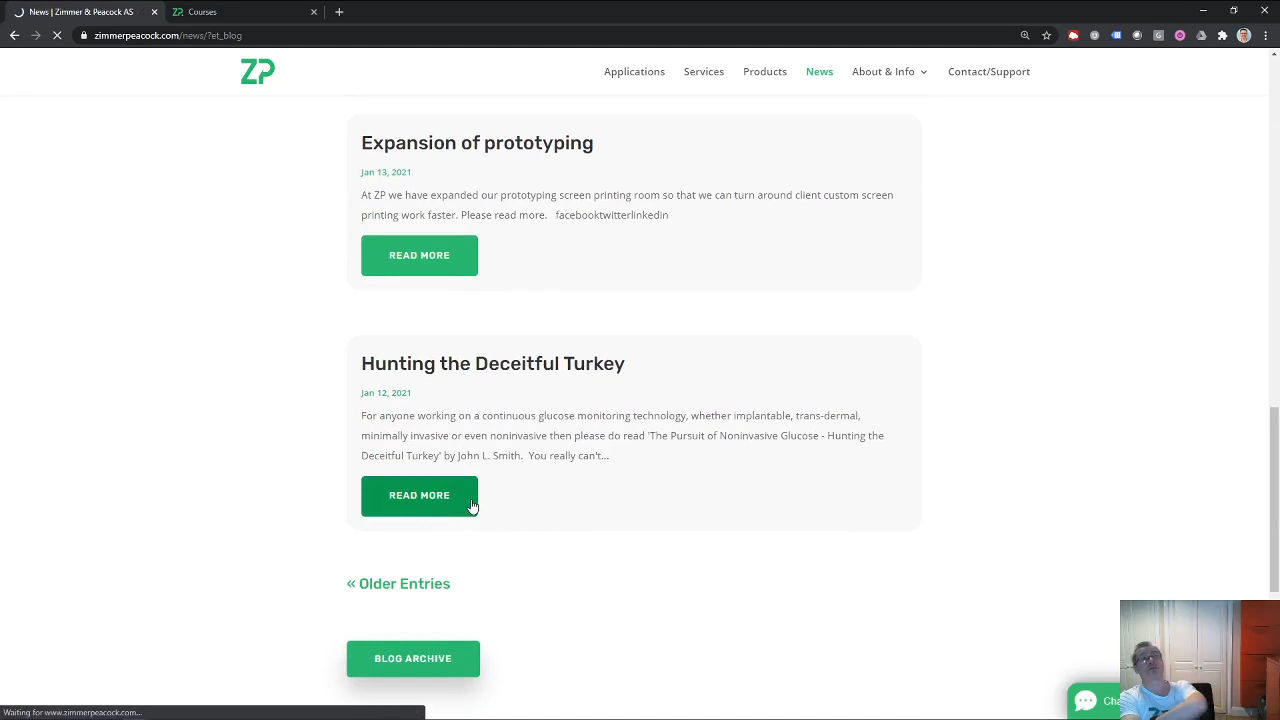 News | Zimmer & Peacock AS
Courses
zimmerpeacock.com/news/?et_blog
ZP
Applications
Services
Products
News
About & Info
Contact/Support
Expansion of prototyping
Jan 13, 2021
At ZP we have expanded our prototyping screen printing room so that we can turn around client custom screen
printing work faster. Please read more. facebooktwitterlinkedin
READ MORE
Hunting the Deceitful Turkey
Jan 12, 2021
For anyone working on a continuous glucose monitoring technology, whether implantable, trans-dermal,
minimally invasive or even noninvasive then please do read 'The Pursuit of Noninvasive Glucose - Hunting the
Deceitful Turkey' by John L. Smith. You really can't...
READ MORE
« Older Entries
BLOG ARCHIVE
Cha
Waiting for www.zimmerpeacock.com...